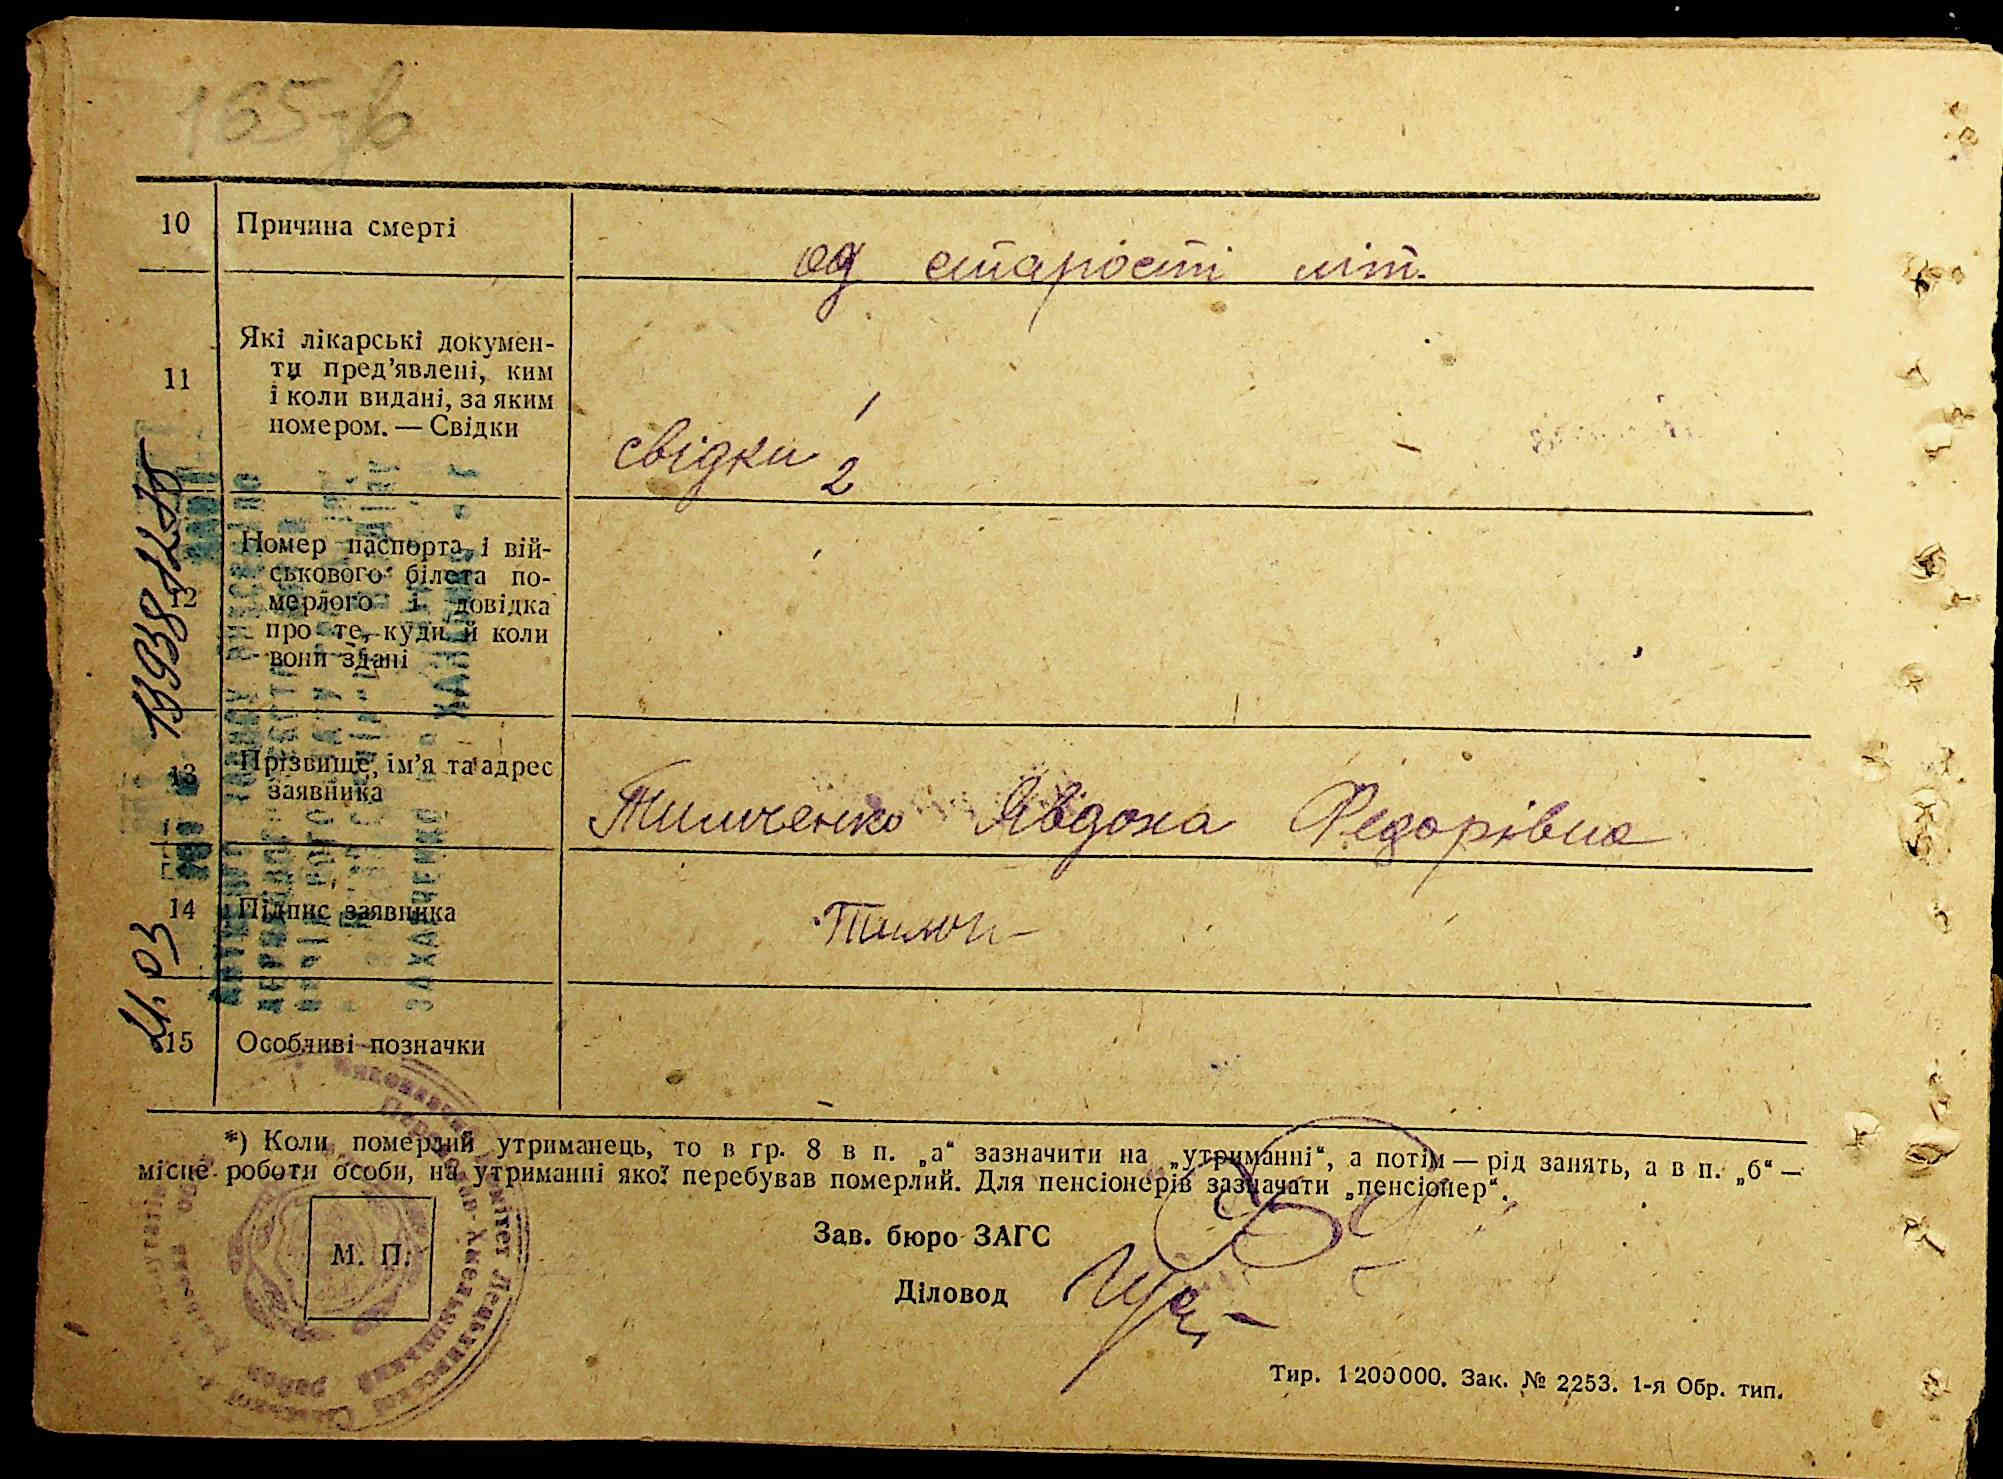 165зв
10 Причина смерті
од старості літ.
11 Які лікарські докумен-
ти пред’явлені, ким
і коли видані, за яким
номером. — Свідки
свідки 1
2
12 Номер паспорта і вій-
ськового білета по-
мерлого і довідка
про те, куди й коли
вони здані
13 Прізвище, ім’я та адрес
заявника
Тимченко Явдоха Федорівна
14 Підпис заявника
Тимч
15 Особливі позначки
21.03
*) Коли померлий утриманець, то в гр. 8 в п. „а“ зазначити на „утриманні“, а потім — рід занять, а в п. „б“ —
місце роботи особи, на утриманні якої перебував померлий. Для пенсіонерів зазначати „пенсіонер“.
М. П.
Зав. бюро ЗАГС
Діловод
Тир. 1200000. Зак. № 2253. 1-я Обр. тип.